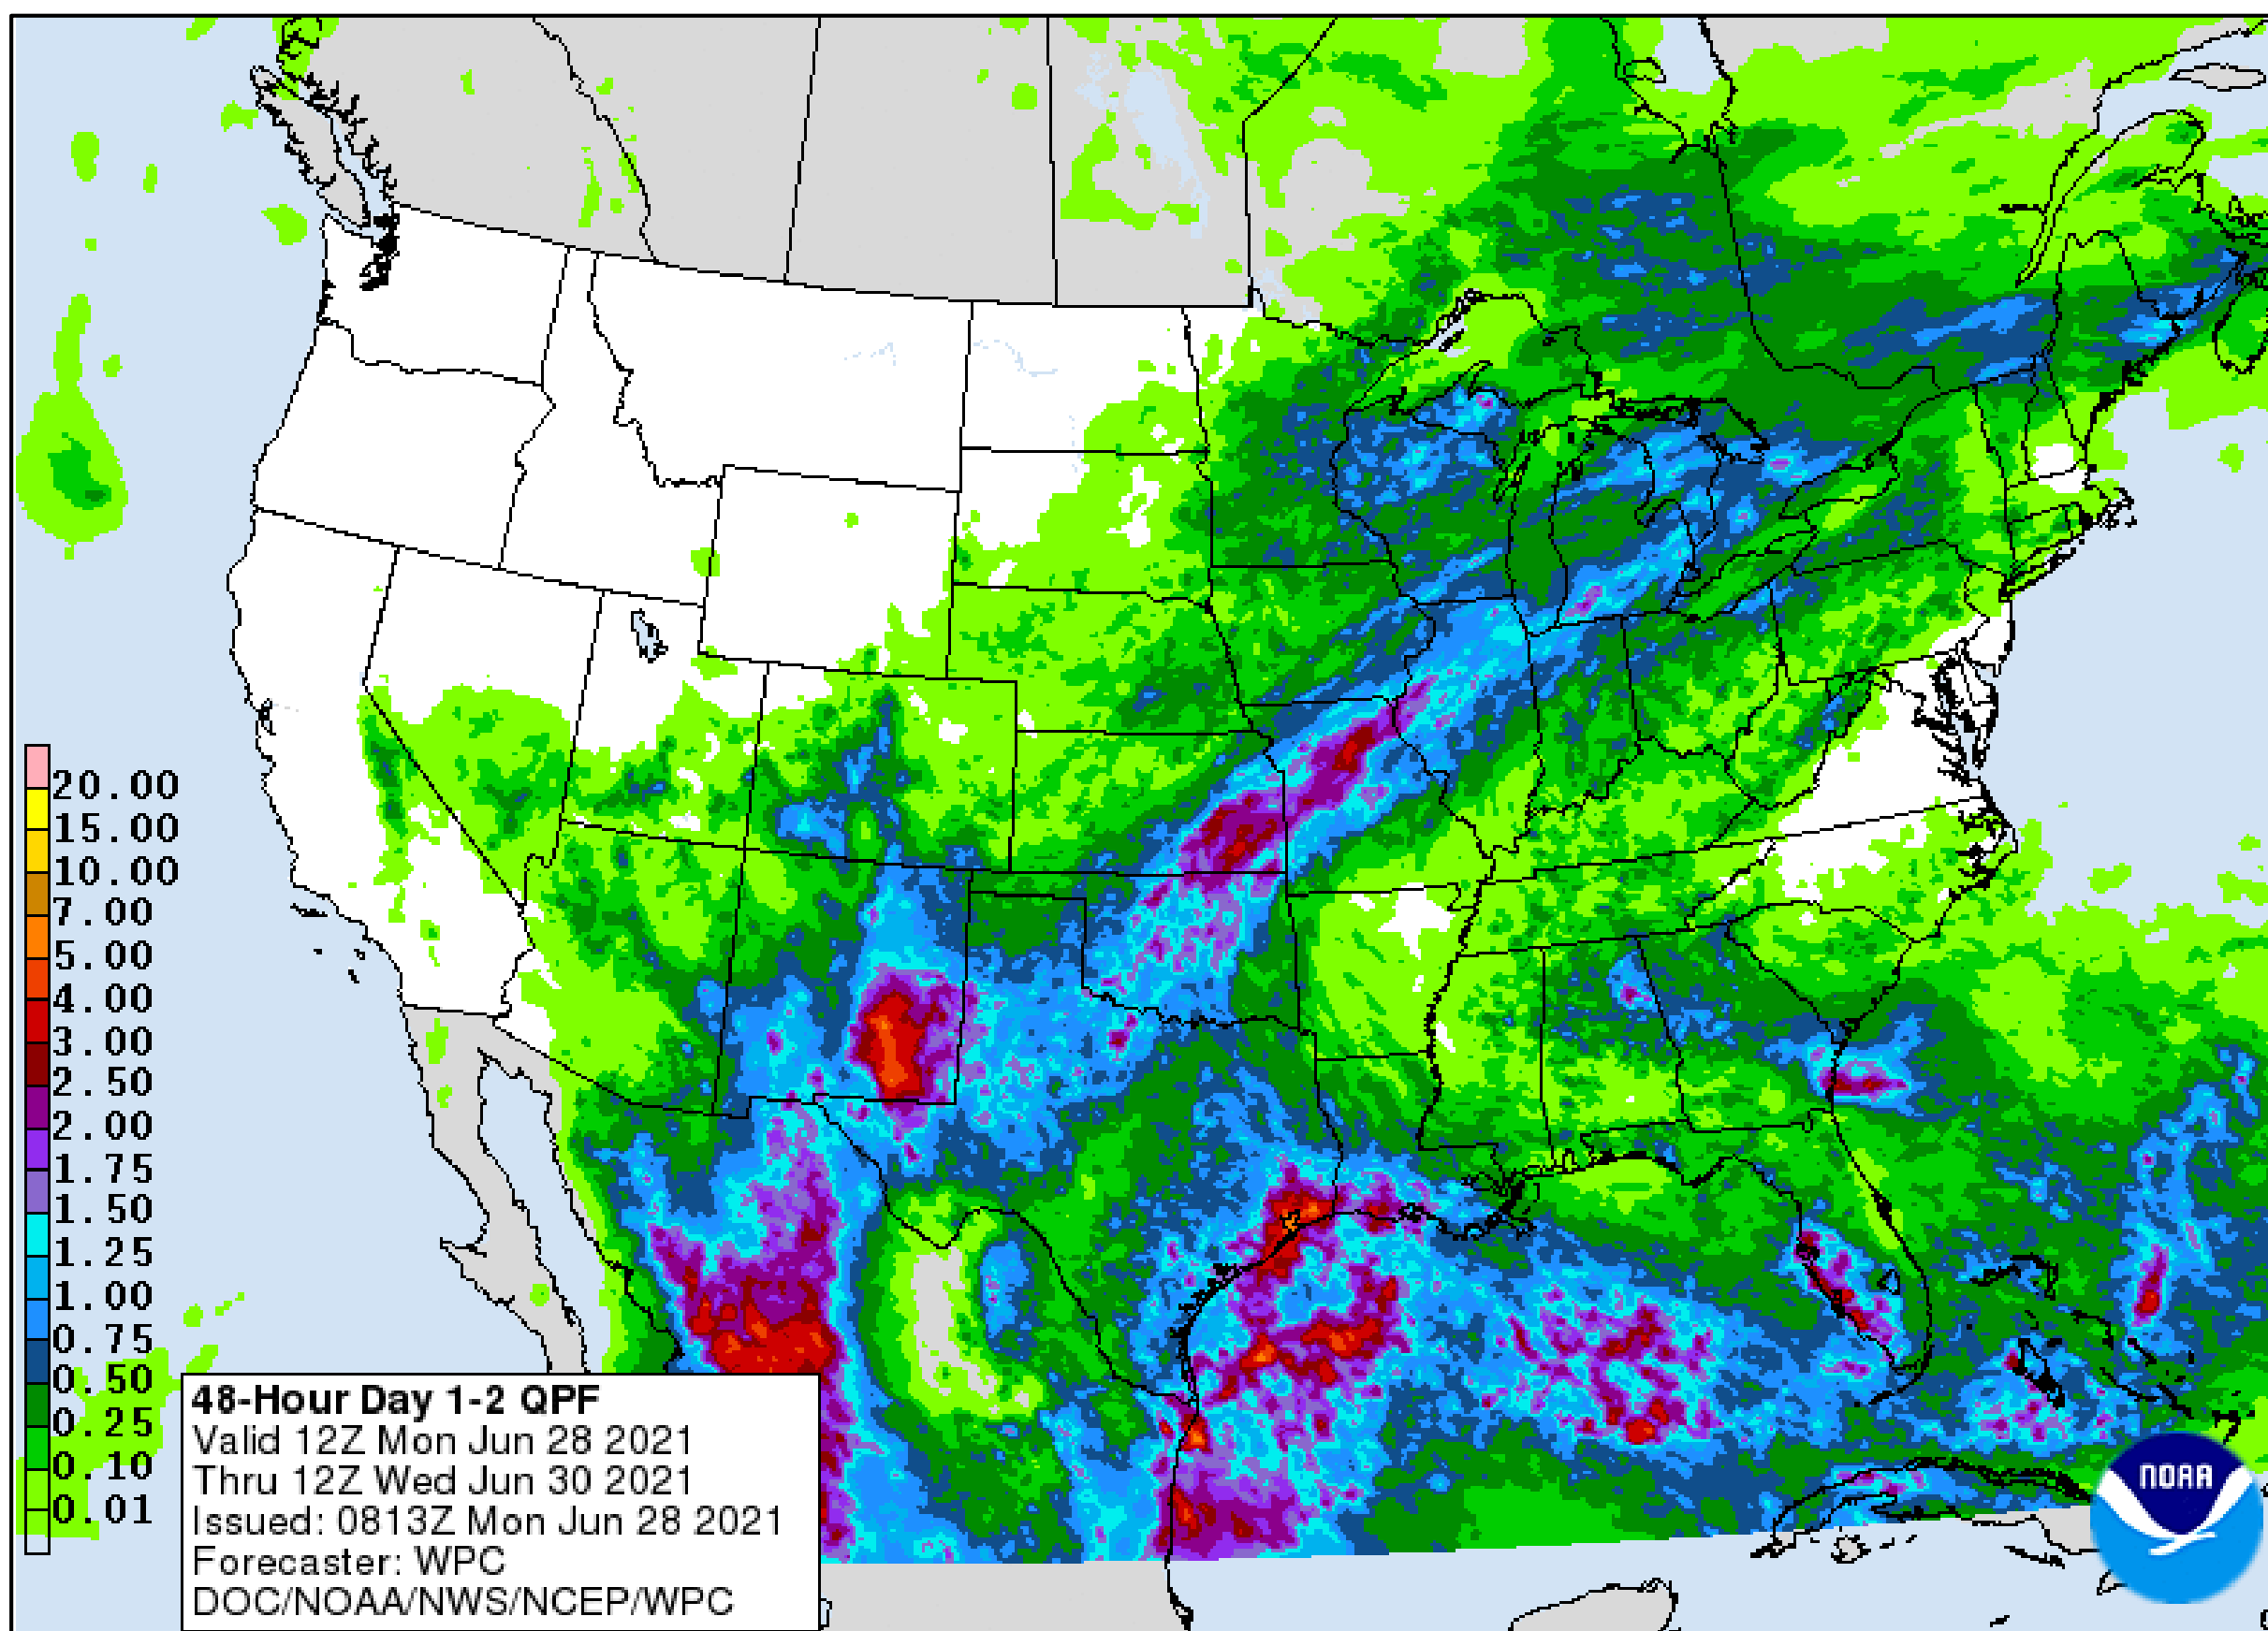 20.00
15.00
10.00
7.00
5.00
4.00
3.00
2.50
2.00
1.75
1.50
1.25
1.00
0.75
0.50
0.25
0.10
0.01
48-Hour Day 1-2 QPF
Valid 12Z Mon Jun 28 2021
Thru 12Z Wed Jun 30 2021
Issued: 0813Z Mon Jun 28 2021
Forecaster: WPC
DOC/NOAA/NWS/NCEP/WPC
NOAA